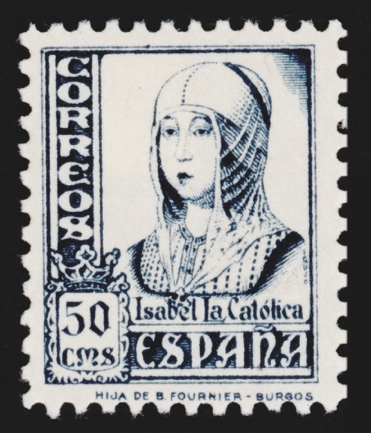 CORREOS
Isabel la Católica
50
CMS
ESPAÑA
HIJA DE B. FOURNIER - BURGOS